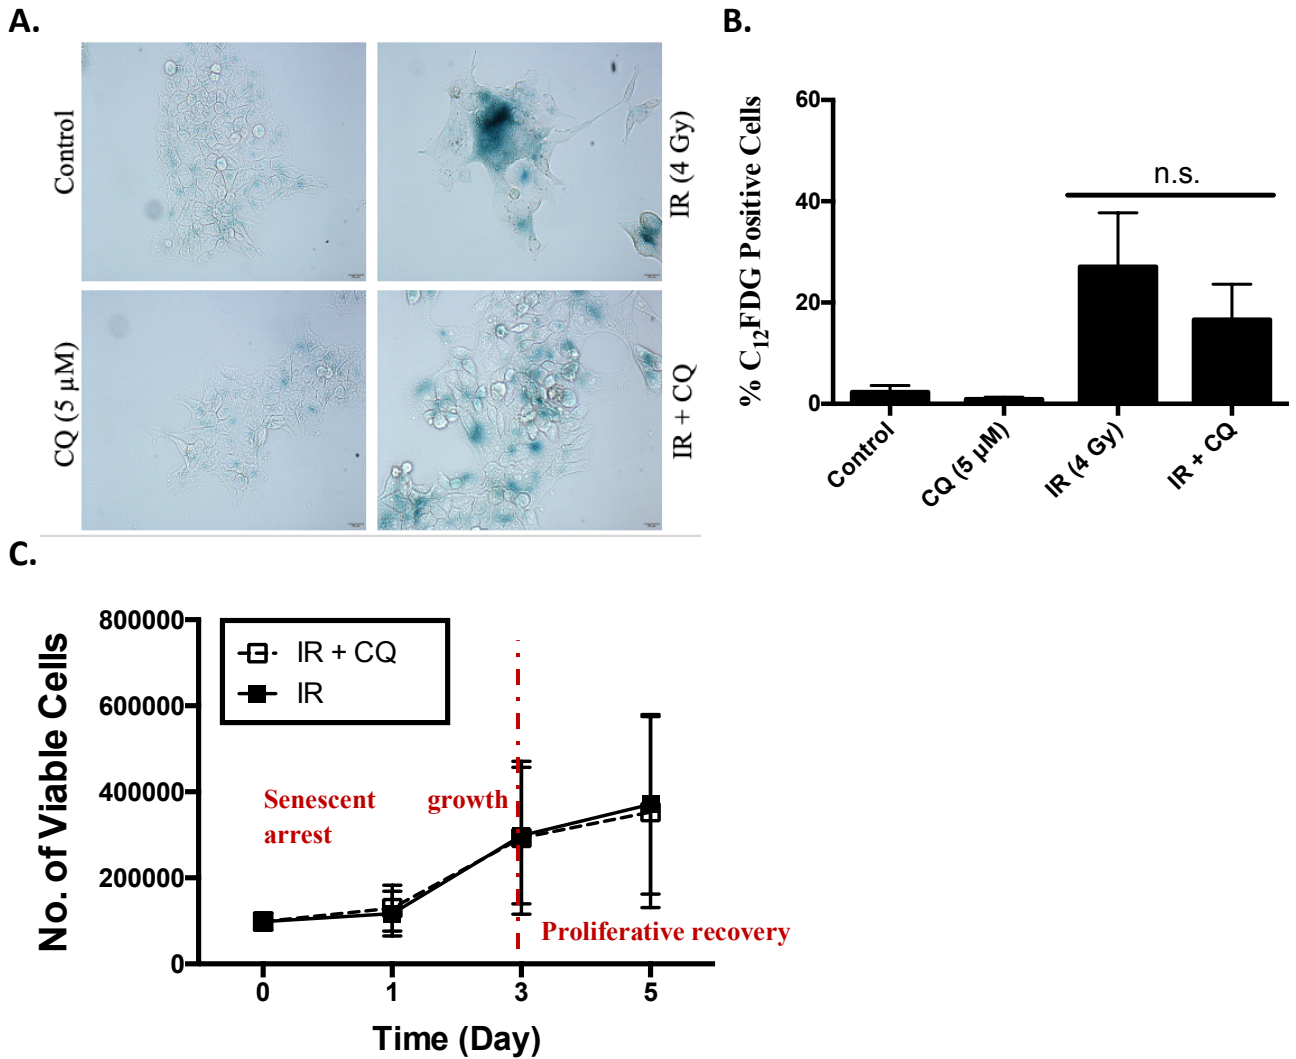 A.
Control
IR (4 Gy)
CQ (5 µM)
IR + CQ
B.
% C₁₂FDG Positive Cells
60
40
20
0
n.s.
Control
CQ (5 µM)
IR (4 Gy)
IR + CQ
C.
No. of Viable Cells
800000
600000
400000
200000
0
IR + CQ
IR
Senescent growth
arrest
Proliferative recovery
0 1 3 5
Time (Day)